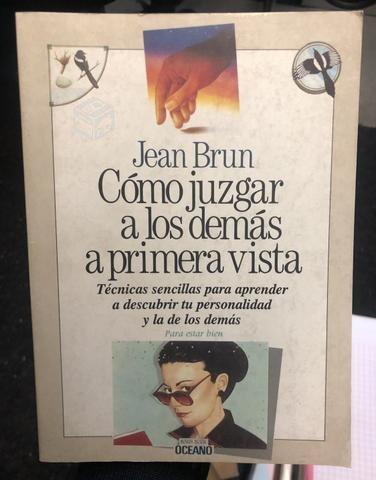 Jean Brun
Cómo juzgar
a los demás
a primera vista
Técnicas sencillas para aprender
a descubrir tu personalidad
y la de los demás
Para estar bien
OCEANO